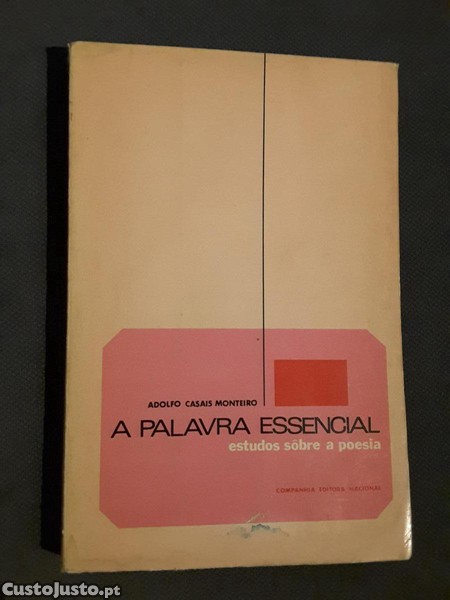 ADOLFO CASAIS MONTEIRO
A PALAVRA ESSENCIAL
estudos sôbre a poesia
COMPANHIA EDITORA NACIONAL
CustoJusto.pt